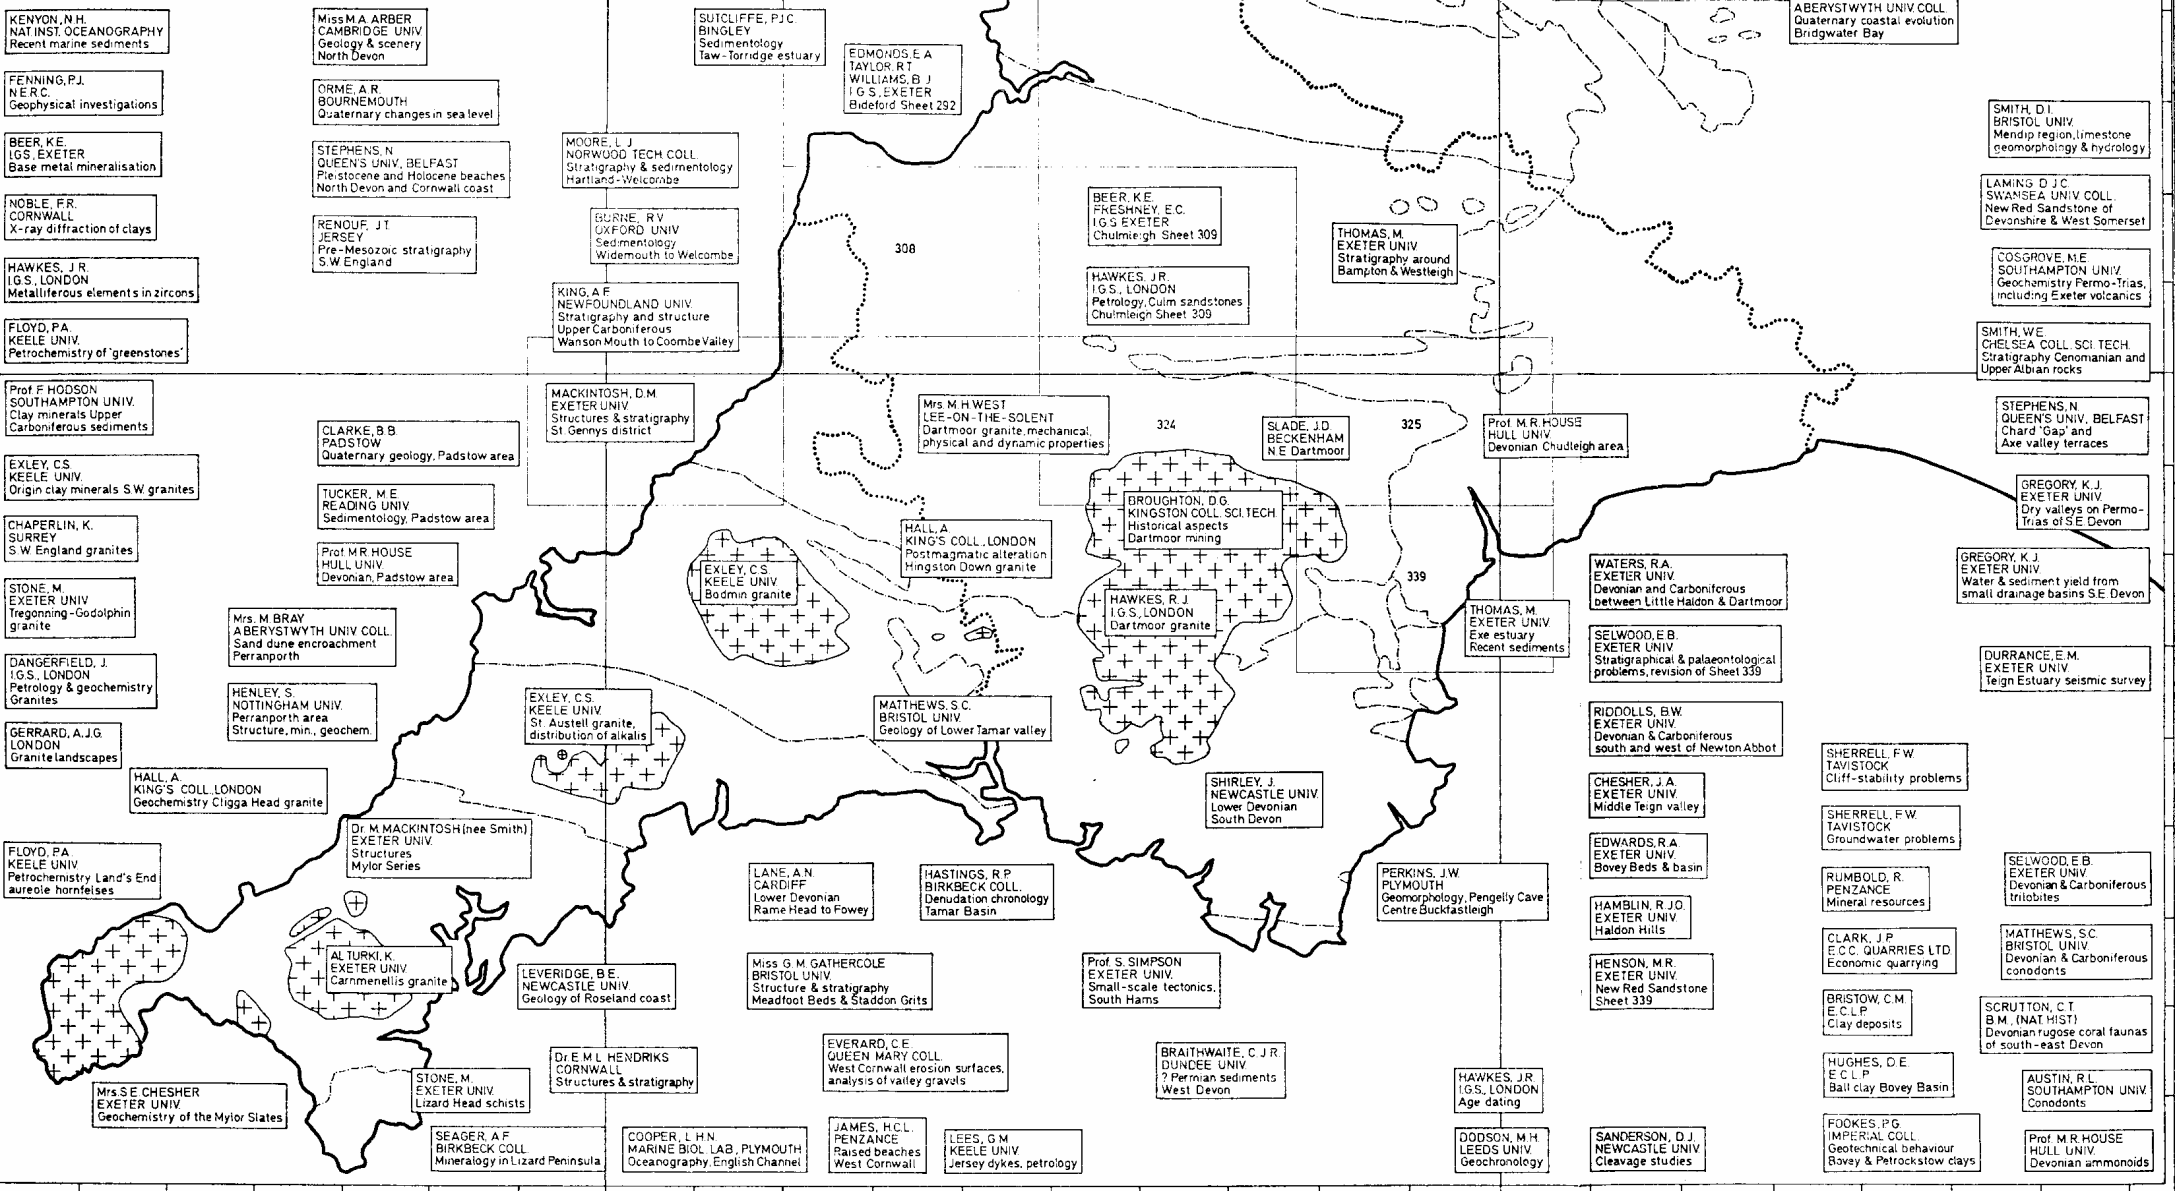 KENYON, N.H.
NAT. INST. OCEANOGRAPHY
Recent marine sediments
FENNING, P.J.
N.E.R.C.
Geophysical investigations
BEER, K.E.
I.G.S., EXETER
Base metal mineralisation
NOBLE, F.R.
CORNWALL
X-ray diffraction of clays
HAWKES, J.R.
I.G.S., LONDON
Metalliferous elements in zircons
FLOYD, P.A.
KEELE UNIV.
Petrochemistry of 'greenstones'
Prof. F. HODSON
SOUTHAMPTON UNIV.
Clay minerals Upper
Carboniferous sediments
EXLEY, C.S.
KEELE UNIV.
Origin clay minerals S.W. granites
CHAPERLIN, K.
SURREY
S.W. England granites
STONE, M.
EXETER UNIV.
Tregonning-Godolphin
granite
DANGERFIELD, J.
I.G.S., LONDON
Petrology & geochemistry
Granites
GERRARD, A.J.G.
LONDON
Granite landscapes
HALL, A.
KING'S COLL., LONDON
Geochemistry Cligga Head granite
FLOYD, P.A.
KEELE UNIV.
Petrochemistry Land's End
aureole hornfelses
Miss M.A. ARBER
CAMBRIDGE UNIV.
Geology & scenery
North Devon
ORME, A.R.
BOURNEMOUTH
Quaternary changes in sea level
STEPHENS, N.
QUEEN'S UNIV., BELFAST
Pleistocene and Holocene beaches
North Devon and Cornwall coast
RENOUF, J.T.
JERSEY
Pre-Mesozoic stratigraphy
S.W. England
CLARKE, B.B.
PADSTOW
Quaternary geology, Padstow area
TUCKER, M.E.
READING UNIV.
Sedimentology, Padstow area
Prof. M.R. HOUSE
HULL UNIV.
Devonian, Padstow area
Mrs. M. BRAY
ABERYSTWYTH UNIV. COLL.
Sand dune encroachment
Perranporth
HENLEY, S.
NOTTINGHAM UNIV.
Perranporth area
Structure, min., geochem.
Dr. M. MACKINTOSH (nee Smith)
EXETER UNIV.
Structures
Mylor Series
AL TURKI, K.
EXETER UNIV.
Carnmenellis granite
Mrs. S.E. CHESHER
EXETER UNIV.
Geochemistry of the Mylor Slates
STONE, M.
EXETER UNIV.
Lizard Head schists
SEAGER, A.F.
BIRKBECK COLL.
Mineralogy in Lizard Peninsula
SUTCLIFFE, P.J.C.
BINGLEY
Sedimentology
Taw-Torridge estuary
EDMONDS, E.A.
TAYLOR, R.T.
WILLIAMS, B.J.
I.G.S., EXETER
Bideford Sheet 292
MOORE, L.J.
NORWOOD TECH. COLL.
Stratigraphy & sedimentology
Hartland-Welcombe
BURNE, R.V.
OXFORD UNIV.
Sedimentology
Widemouth to Welcombe
KING, A.F.
NEWFOUNDLAND UNIV.
Stratigraphy and structure
Upper Carboniferous
Wanson Mouth to Coombe Valley
MACKINTOSH, D.M.
EXETER UNIV.
Structures & stratigraphy
St. Gennys district
308
BEER, K.E.
FRESHNEY, E.C.
I.G.S. EXETER
Chulmleigh Sheet 309
HAWKES, J.R.
I.G.S., LONDON
Petrology, Culm sandstones
Chulmleigh Sheet 309
THOMAS, M.
EXETER UNIV.
Stratigraphy around
Bampton & Westleigh
Mrs. M.H. WEST
LEE-ON-THE-SOLENT
Dartmoor granite, mechanical,
physical and dynamic properties
324
SLADE, J.D.
BECKENHAM
N.E. Dartmoor
325
Prof. M.R. HOUSE
HULL UNIV.
Devonian Chudleigh area
BROUGHTON, D.G.
KINGSTON COLL. SCI. TECH.
Historical aspects
Dartmoor mining
HALL, A.
KING'S COLL., LONDON
Postmagmatic alteration
Hingston Down granite
EXLEY, C.S.
KEELE UNIV.
Bodmin granite
HAWKES, R.J.
I.G.S., LONDON
Dartmoor granite
339
THOMAS, M.
EXETER UNIV.
Exe estuary
Recent sediments
EXLEY, C.S.
KEELE UNIV.
St. Austell granite,
distribution of alkalis
MATTHEWS, S.C.
BRISTOL UNIV.
Geology of Lower Tamar valley
SHIRLEY, J.
NEWCASTLE UNIV.
Lower Devonian
South Devon
LANE, A.N.
CARDIFF
Lower Devonian
Rame Head to Fowey
HASTINGS, R.P.
BIRKBECK COLL.
Denudation chronology
Tamar Basin
PERKINS, J.W.
PLYMOUTH
Geomorphology, Pengelly Cave
Centre Buckfastleigh
LEVERIDGE, B.E.
NEWCASTLE UNIV.
Geology of Roseland coast
Miss G.M. GATHERCOLE
BRISTOL UNIV.
Structure & stratigraphy
Meadfoot Beds & Staddon Grits
Prof. S. SIMPSON
EXETER UNIV.
Small-scale tectonics,
South Hams
Dr. E.M.L. HENDRIKS
CORNWALL
Structures & stratigraphy
EVERARD, C.E.
QUEEN MARY COLL.
West Cornwall erosion surfaces,
analysis of valley gravels
BRAITHWAITE, C.J.R.
DUNDEE UNIV.
? Permian sediments
West Devon
HAWKES, J.R.
I.G.S., LONDON
Age dating
COOPER, L.H.N.
MARINE BIOL. LAB., PLYMOUTH
Oceanography, English Channel
JAMES, H.C.L.
PENZANCE
Raised beaches
West Cornwall
LEES, G.M.
KEELE UNIV.
Jersey dykes, petrology
DODSON, M.H.
LEEDS UNIV.
Geochronology
WATERS, R.A.
EXETER UNIV.
Devonian and Carboniferous
between Little Haldon & Dartmoor
SELWOOD, E.B.
EXETER UNIV.
Stratigraphical & palaeontological
problems, revision of Sheet 339
RIDDOLLS, B.W.
EXETER UNIV.
Devonian & Carboniferous
south and west of Newton Abbot
CHESHER, J.A.
EXETER UNIV.
Middle Teign valley
EDWARDS, R.A.
EXETER UNIV.
Bovey Beds & basin
HAMBLIN, R.J.O.
EXETER UNIV.
Haldon Hills
HENSON, M.R.
EXETER UNIV.
New Red Sandstone
Sheet 339
SANDERSON, D.J.
NEWCASTLE UNIV.
Cleavage studies
SHERRELL, F.W.
TAVISTOCK
Cliff-stability problems
SHERRELL, F.W.
TAVISTOCK
Groundwater problems
RUMBOLD, R.
PENZANCE
Mineral resources
CLARK, J.P.
E.C.C. QUARRIES LTD.
Economic quarrying
BRISTOW, C.M.
E.C.L.P.
Clay deposits
HUGHES, D.E.
E.C.L.P.
Ball clay Bovey Basin
FOOKES, P.G.
IMPERIAL COLL.
Geotechnical behaviour
Bovey & Petrockstow clays
ABERYSTWYTH UNIV. COLL.
Quaternary coastal evolution
Bridgwater Bay
SMITH, D.I.
BRISTOL UNIV.
Mendip region, limestone
geomorphology & hydrology
LAMING D.J.C.
SWANSEA UNIV. COLL.
New Red Sandstone of
Devonshire & West Somerset
COSGROVE, M.E.
SOUTHAMPTON UNIV.
Geochemistry Permo-Trias,
including Exeter volcanics
SMITH, W.E.
CHELSEA COLL. SCI. TECH.
Stratigraphy Cenomanian and
Upper Albian rocks
STEPHENS, N.
QUEEN'S UNIV., BELFAST
Chard 'Gap' and
Axe valley terraces
GREGORY, K.J.
EXETER UNIV.
Dry valleys on Permo-
Trias of S.E. Devon
GREGORY, K.J.
EXETER UNIV.
Water & sediment yield from
small drainage basins S.E. Devon
DURRANCE, E.M.
EXETER UNIV.
Teign Estuary seismic survey
SELWOOD, E.B.
EXETER UNIV.
Devonian & Carboniferous
trilobites
MATTHEWS, S.C.
BRISTOL UNIV.
Devonian & Carboniferous
conodonts
SCRUTTON, C.T.
B.M., (NAT. HIST.)
Devonian rugose coral faunas
of south-east Devon
AUSTIN, R.L.
SOUTHAMPTON UNIV.
Conodonts
Prof. M.R. HOUSE
HULL UNIV.
Devonian ammonoids